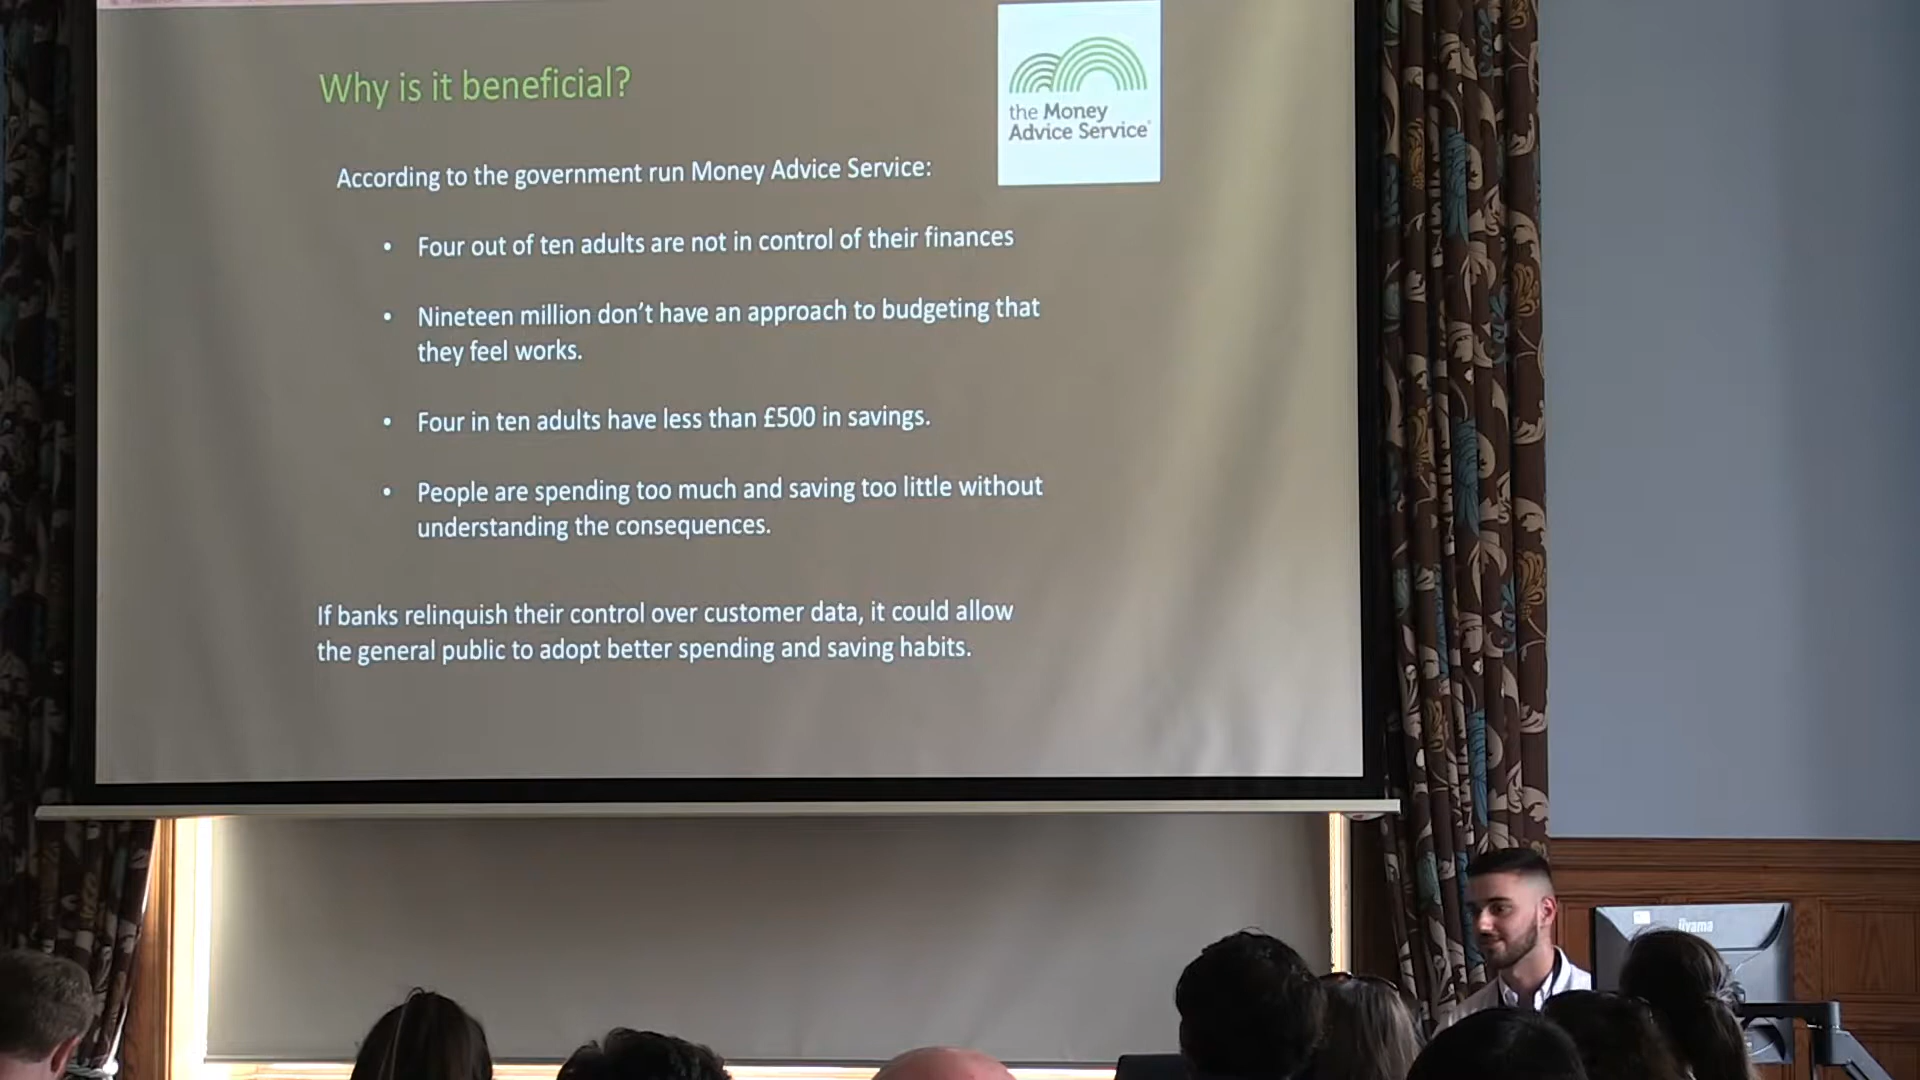 Why is it beneficial?
the Money
Advice Service
According to the government run Money Advice Service:
• Four out of ten adults are not in control of their finances
• Nineteen million don’t have an approach to budgeting that
they feel works.
• Four in ten adults have less than £500 in savings.
• People are spending too much and saving too little without
understanding the consequences.
If banks relinquish their control over customer data, it could allow
the general public to adopt better spending and saving habits.
iiyama